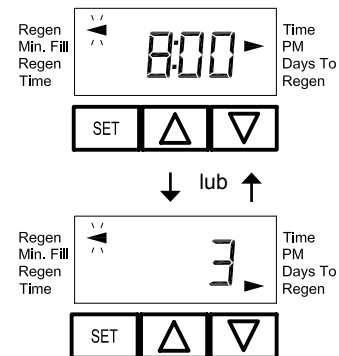 Regen
Min. Fill
Regen
Time
8:00
Time
PM
Days To
Regen
SET
lub
Regen
Min. Fill
Regen
Time
3
Time
PM
Days To
Regen
SET